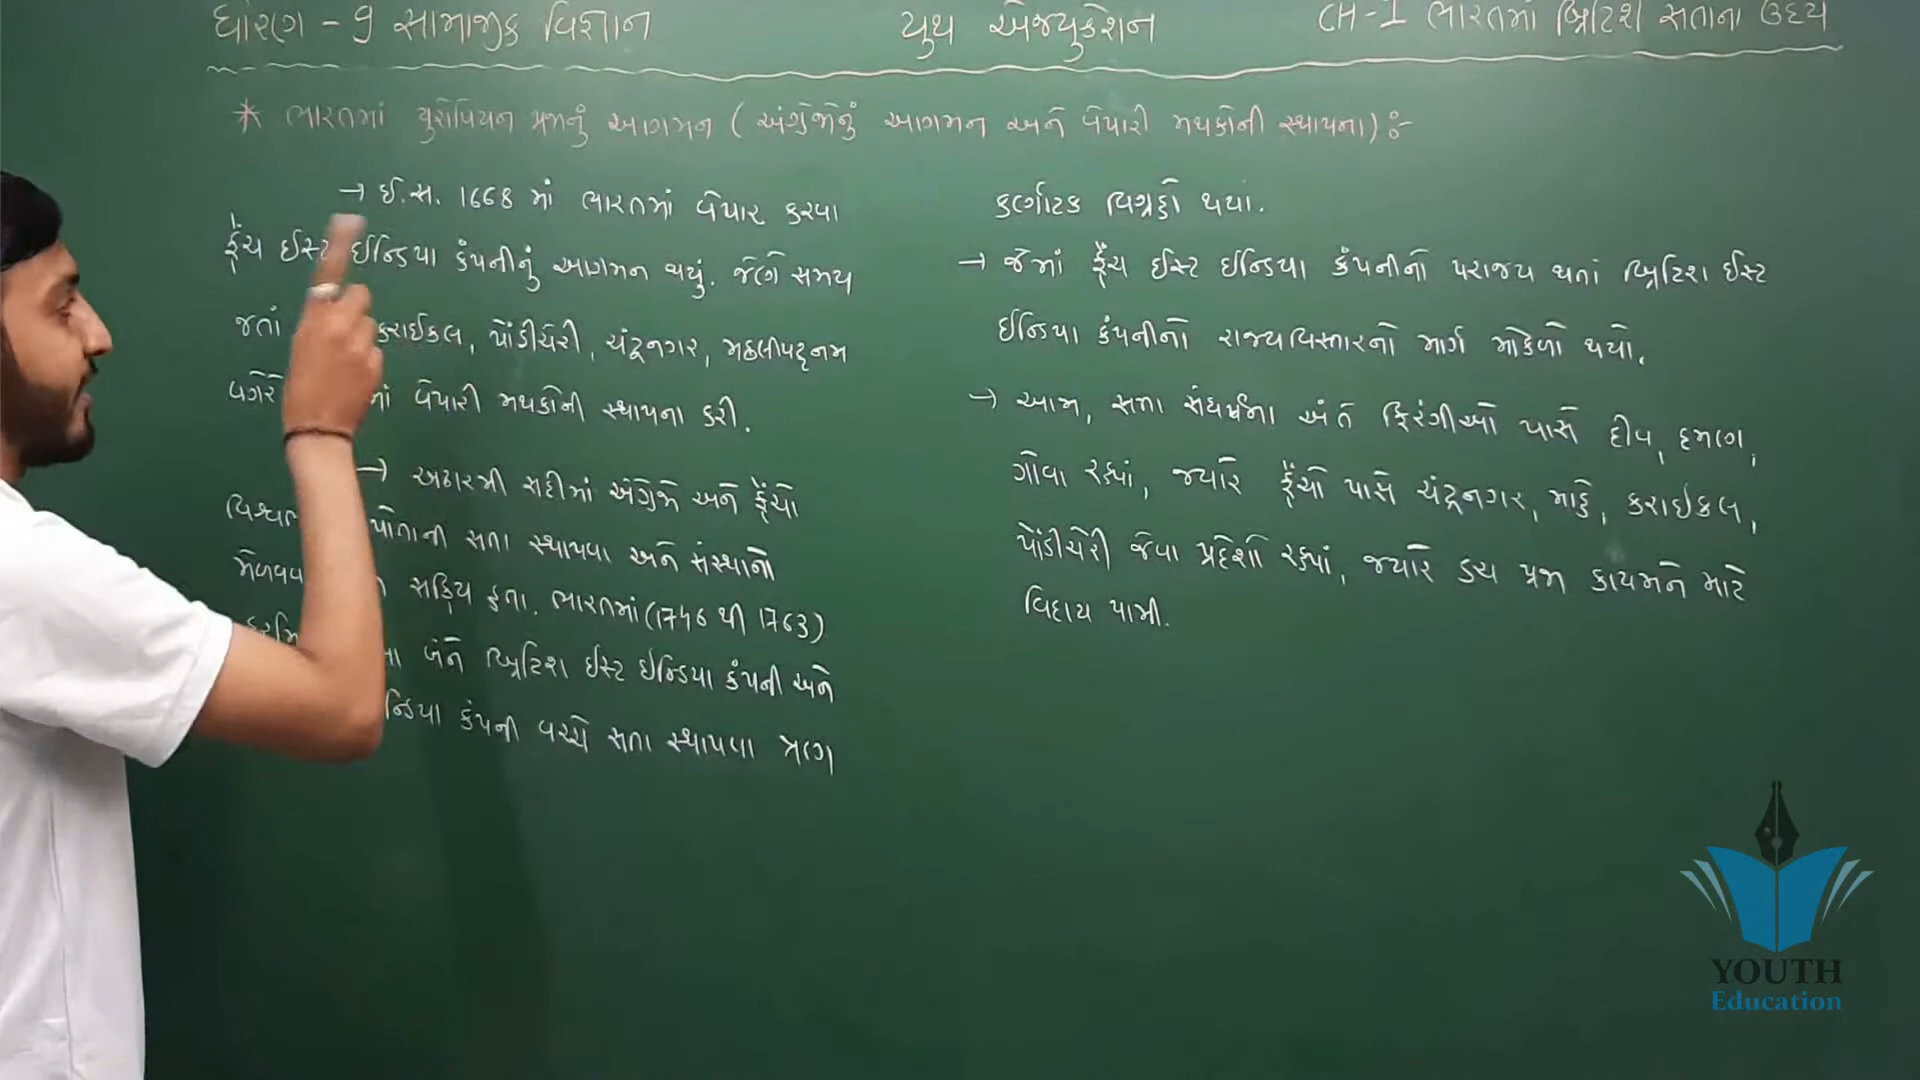 ધોરણ - 9 સામાજીક વિજ્ઞાન
યુથ એજ્યુકેશન
CH-1 ભારતમાં બ્રિટિશ સત્તાના ઉદય
* ભારતમાં યુરોપિયન પ્રજાનું આગમન ( અંગ્રેજોનું આગમન અને વેપારી મથકોની સ્થાપના) :-
→ ઈ.સ. 1668 માં ભારતમાં વેપાર કરવા
ફ્રેંચ ઈસ્ટ ઈન્ડિયા કંપનીનું આગમન થયું. જેણે સમય
જતાં કરાઈકલ, પોંડીચેરી, ચંદ્રનગર, મછલીપટ્ટનમ
વગેરે માં વેપારી મથકોની સ્થાપના કરી.
→ અઢારમી સદીમાં અંગ્રેજો અને ફ્રેંચો
પોતાની સત્તા સ્થાપવા અને સંસ્થાનો
મેળવવા સક્રિય હતા. ભારતમાં (1746 થી 1763)
બંને બ્રિટિશ ઈસ્ટ ઈન્ડિયા કંપની અને
ન્ડિયા કંપની વચ્ચે સત્તા સ્થાપવા ત્રણ
કર્ણાટક વિગ્રહો થયા.
→ જેમાં ફ્રેંચ ઈસ્ટ ઈન્ડિયા કંપનીનો પરાજય થતાં બ્રિટિશ ઈસ્ટ
ઈન્ડિયા કંપનીનો રાજ્યવિસ્તારનો માર્ગ મોકળો થયો.
→ આમ, સત્તા સંઘર્ષના અંતે ફિરંગીઓ પાસે દીવ, દમણ,
ગોવા રહ્યાં, જ્યારે ફ્રેંચો પાસે ચંદ્રનગર, માહે, કરાઈકલ,
પોંડીચેરી જેવા પ્રદેશો રહ્યાં, જ્યારે ડચ પ્રજા કાયમને માટે
વિદાય પામી.
YOUTH
Education